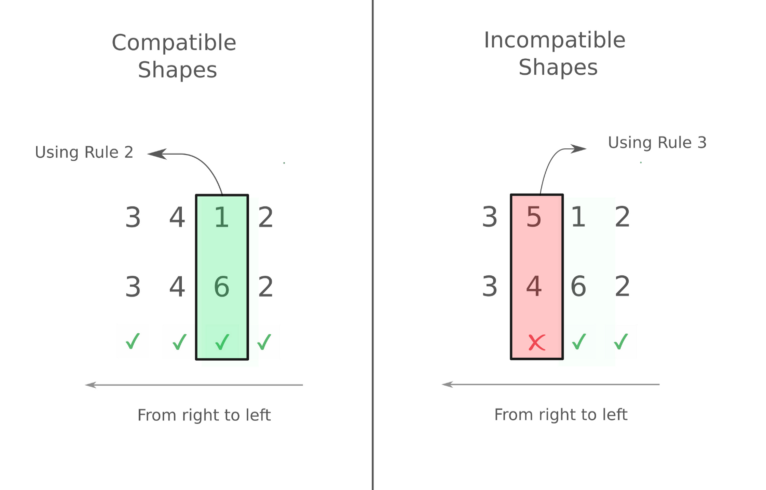 Compatible
Shapes
Using Rule 2
3 4 1 2
3 4 6 2
✓ ✓ ✓ ✓
From right to left
Incompatible
Shapes
Using Rule 3
3 5 1 2
3 4 6 2
✗ ✓ ✓
From right to left